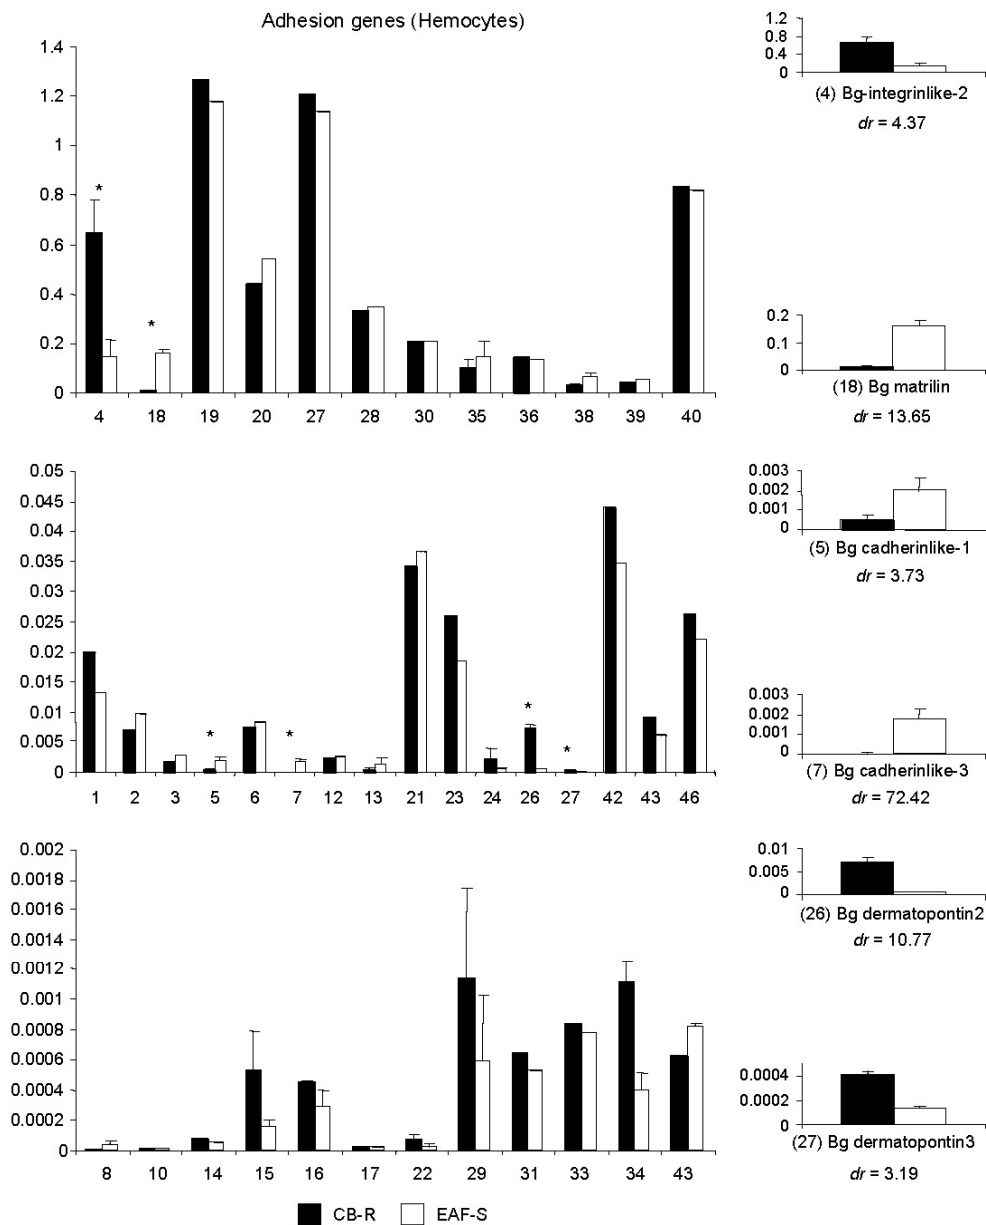 Adhesion genes (Hemocytes)
1.4
1.2
1
0.8
0.6
0.4
0.2
0
*
*
4 18 19 20 27 28 30 35 36 38 39 40
1.2
0.8
0.4
0
(4) Bg-integrinlike-2
dr = 4.37
0.2
0.1
0
(18) Bg matrilin
dr = 13.65
0.05
0.045
0.04
0.035
0.03
0.025
0.02
0.015
0.01
0.005
0
* * * *
1 2 3 5 6 7 12 13 21 23 24 26 27 42 43 46
0.003
0.002
0.001
0
(5) Bg cadherinlike-1
dr = 3.73
0.003
0.002
0.001
0
(7) Bg cadherinlike-3
dr = 72.42
0.002
0.0018
0.0016
0.0014
0.0012
0.001
0.0008
0.0006
0.0004
0.0002
0
8 10 14 15 16 17 22 29 31 33 34 43
0.01
0.005
0
(26) Bg dermatopontin2
dr = 10.77
0.0004
0.0002
0
(27) Bg dermatopontin3
dr = 3.19
CB-R EAF-S